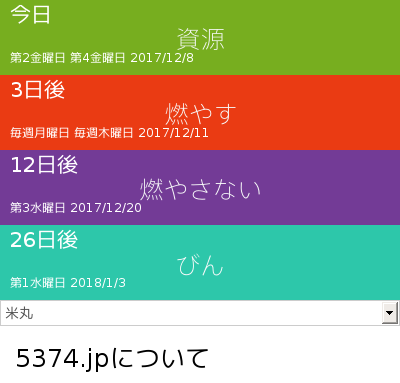 今日
資源
第2金曜日 第4金曜日 2017/12/8
3日後
燃やす
毎週月曜日 毎週木曜日 2017/12/11
12日後
燃やさない
第3水曜日 2017/12/20
26日後
びん
第1水曜日 2018/1/3
米丸
5374.jpについて